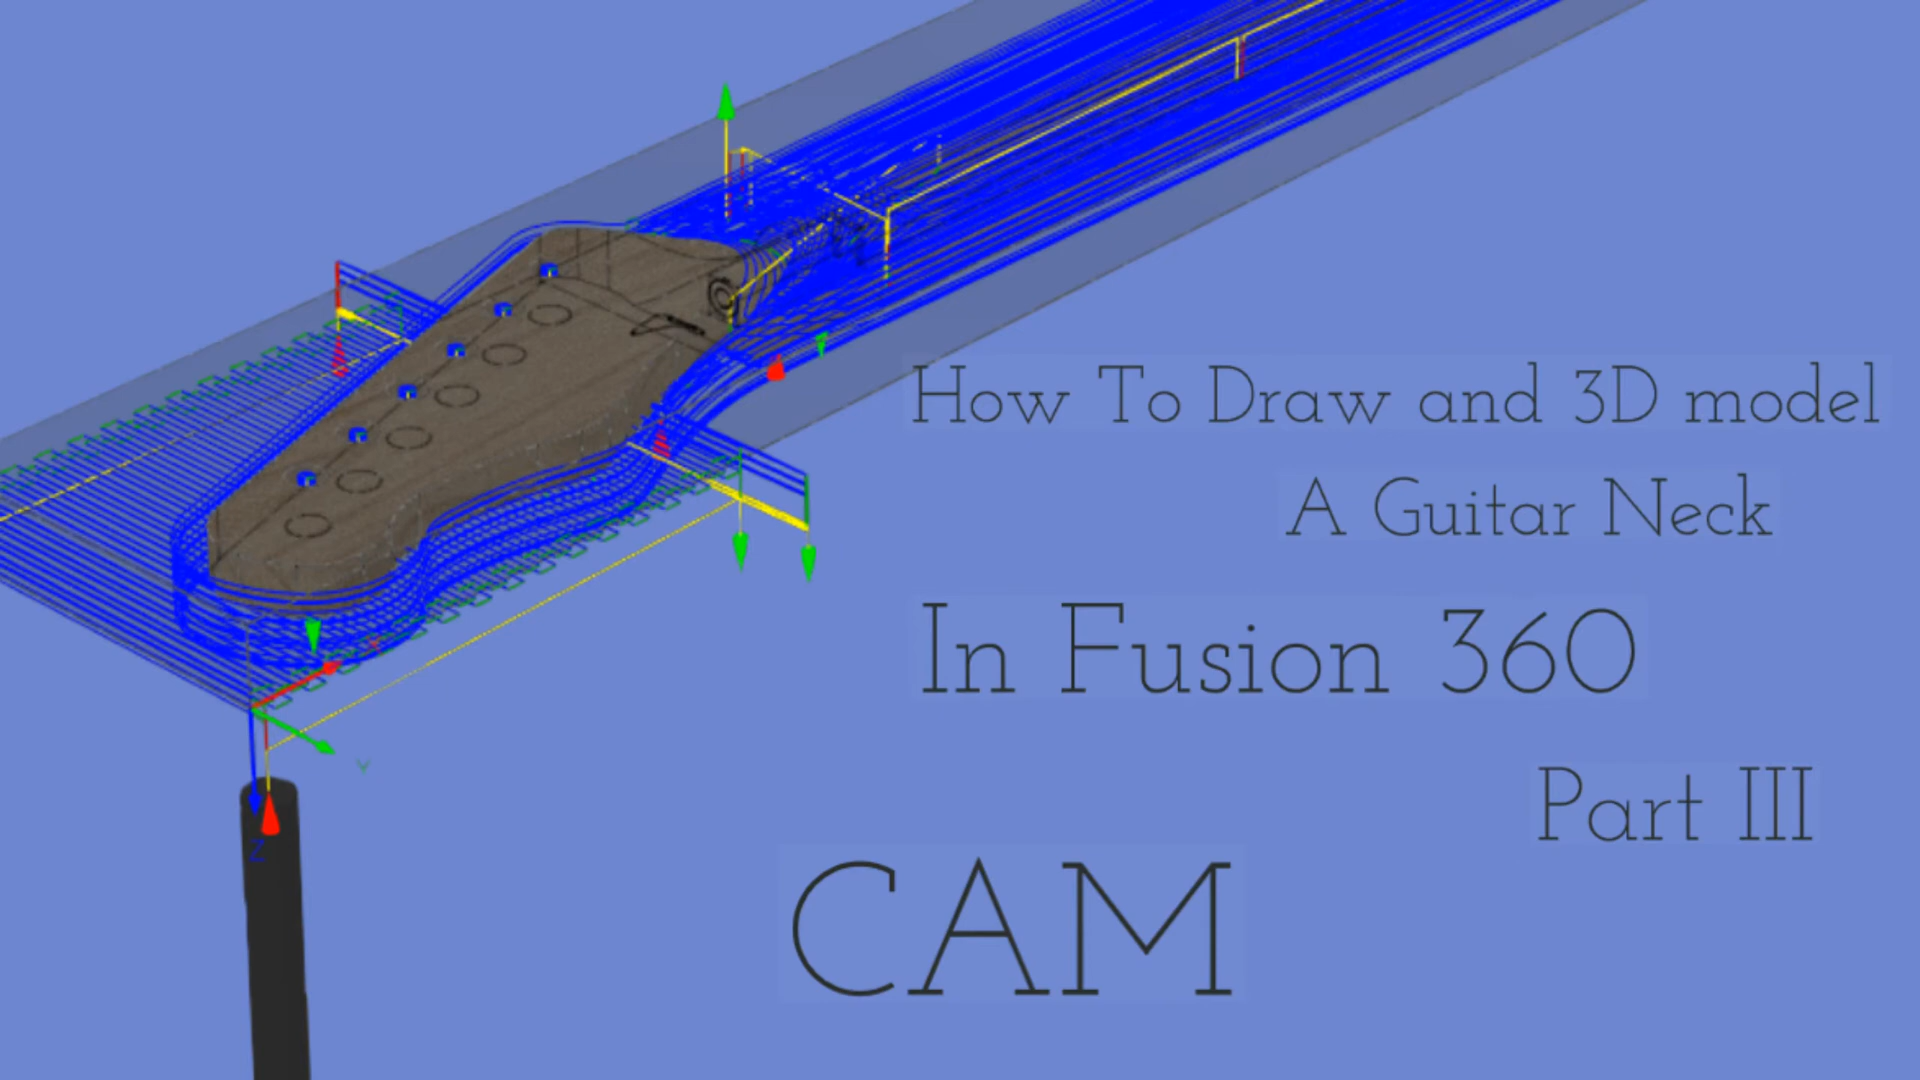 How To Draw and 3D model
A Guitar Neck
In Fusion 360
Part III
CAM
Y
Z